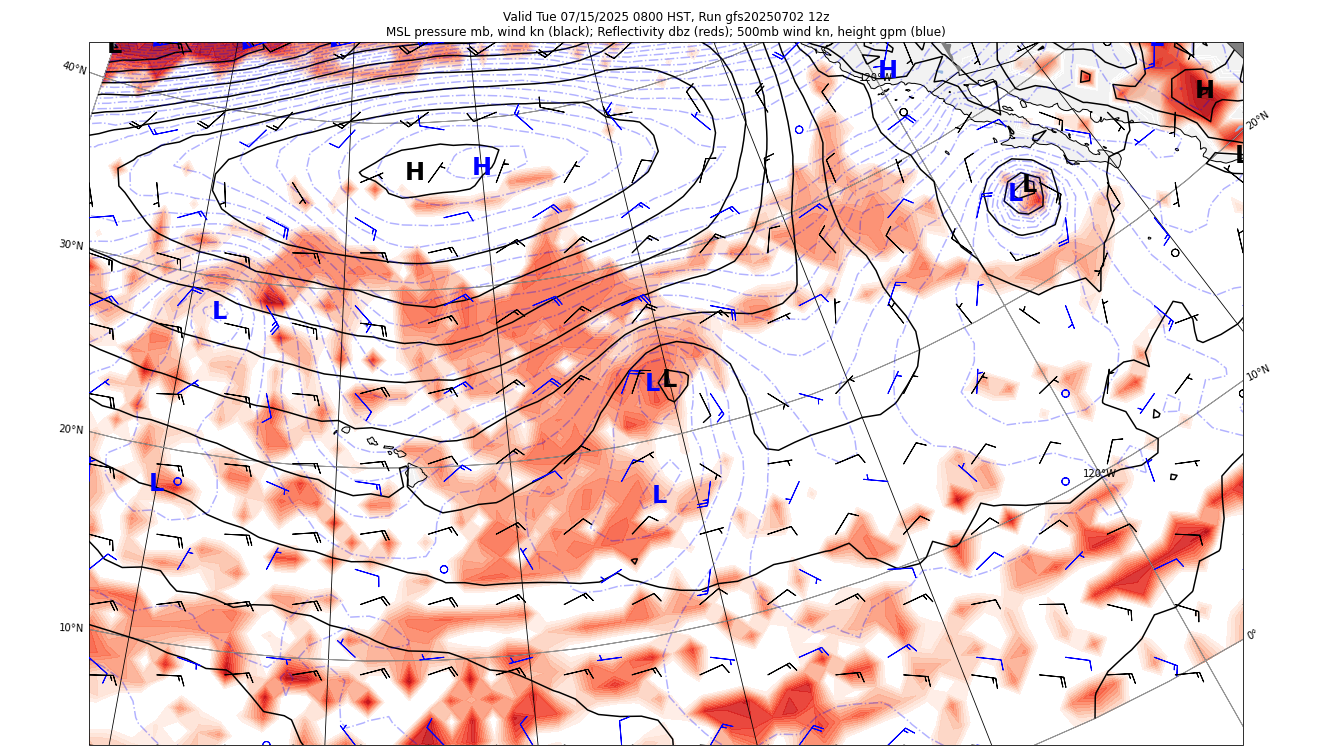 Valid Tue 07/15/2025 0800 HST, Run gfs20250702 12z
MSL pressure mb, wind kn (black); Reflectivity dbz (reds); 500mb wind kn, height gpm (blue)
L
L
H
120°W
40°N
H
20°N
L
H
H
L
L
30°N
L
L
L
10°N
20°N
L
L
120°W
10°N
0°